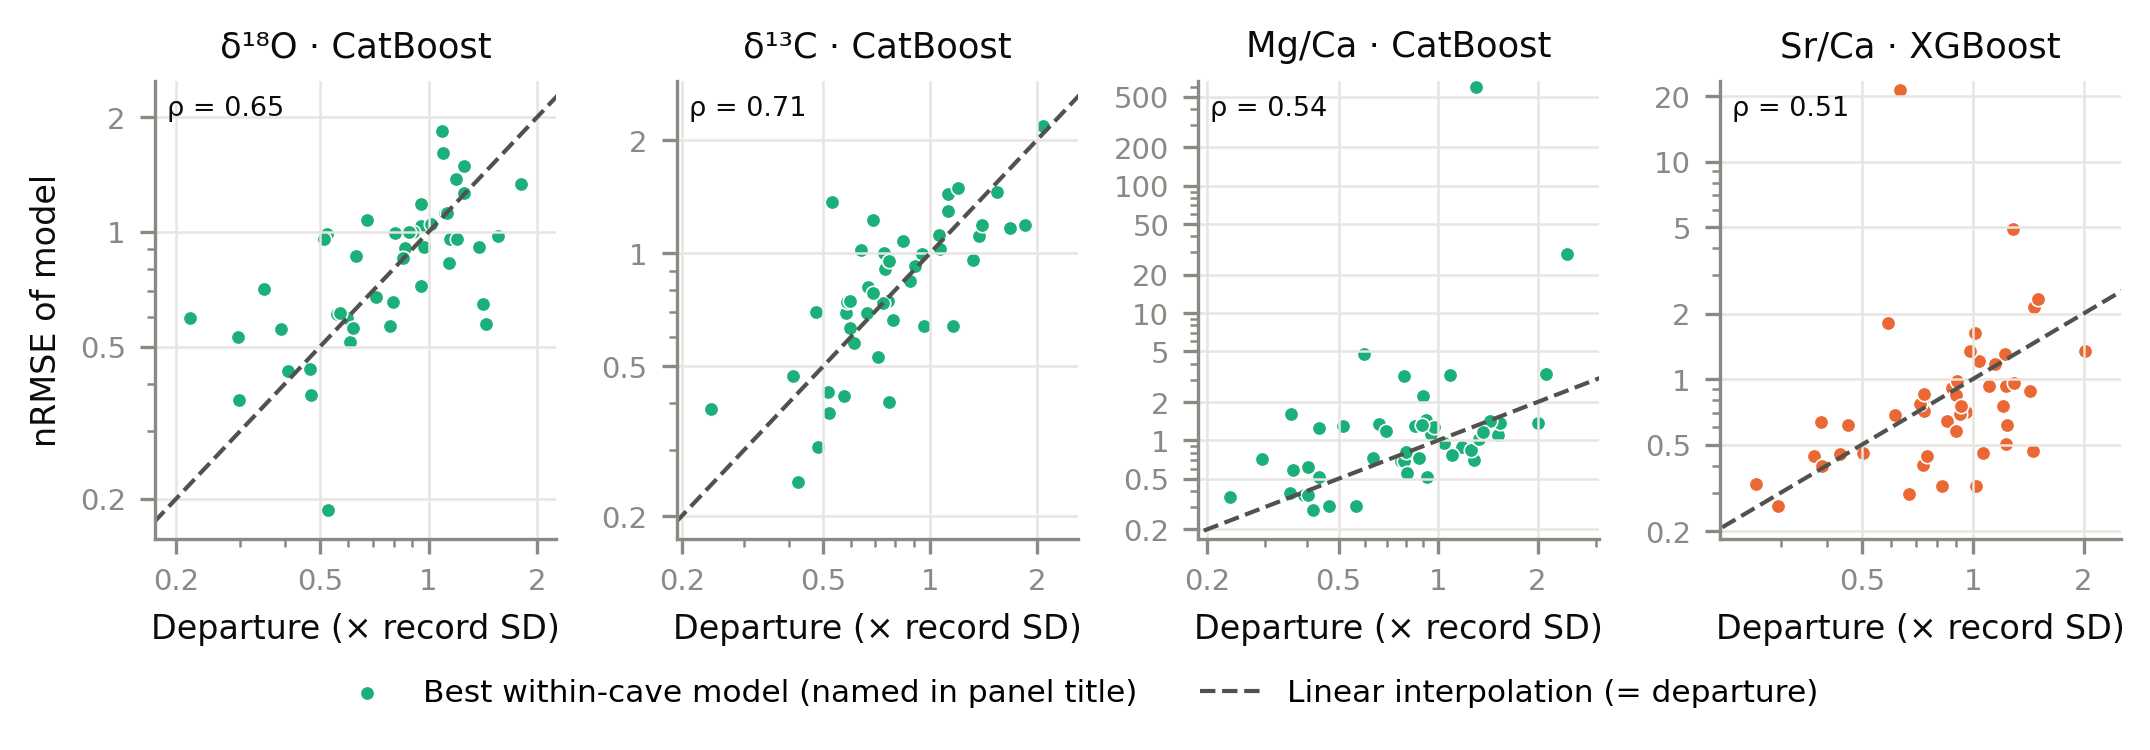 δ¹⁸O · CatBoost
δ¹³C · CatBoost
Mg/Ca · CatBoost
Sr/Ca · XGBoost
nRMSE of model
ρ = 0.65
2
1
0.5
0.2
0.2
0.5
1
2
Departure (× record SD)
ρ = 0.71
2
1
0.5
0.2
0.2
0.5
1
2
Departure (× record SD)
ρ = 0.54
500
200
100
50
20
10
5
2
1
0.5
0.2
0.2
0.5
1
2
Departure (× record SD)
ρ = 0.51
20
10
5
2
1
0.5
0.2
0.5
1
2
Departure (× record SD)
Best within-cave model (named in panel title)
Linear interpolation (= departure)